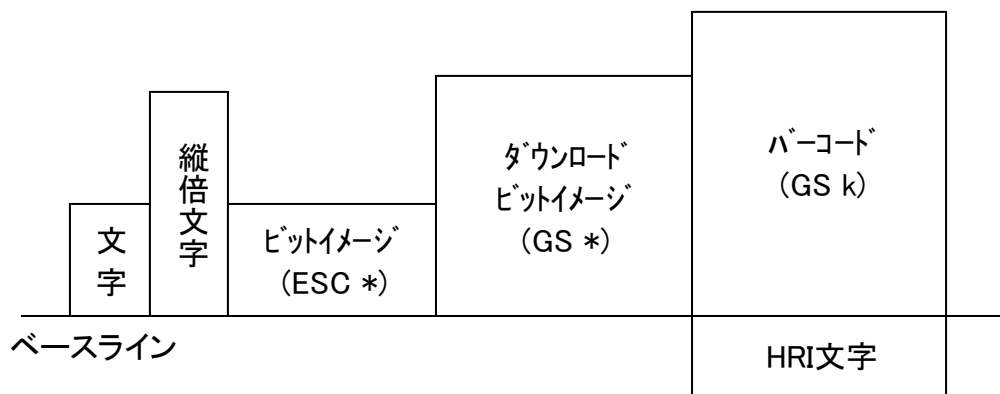 文
字
縦
倍
文
字
ﾋﾞｯﾄｲﾒｰｼﾞ
(ESC *)
ﾀﾞｳﾝﾛｰﾄﾞ
ﾋﾞｯﾄｲﾒｰｼﾞ
(GS *)
ﾊﾞｰｺｰﾄﾞ
(GS k)
ベースライン
HRI文字